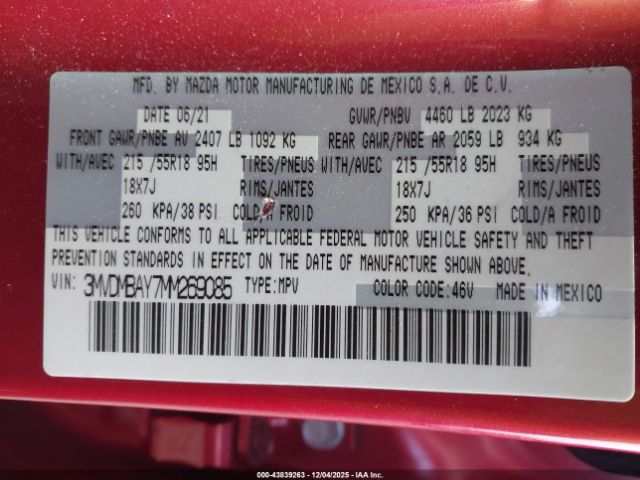 MFD. BY MAZDA MOTOR MANUFACTURING DE MEXICO S.A. DE C.V.
DATE 06/21 GVWR/PNBV 4460 LB 2023 KG
FRONT GAWR/PNBE AV 2407 LB 1092 KG REAR GAWR/PNBE AR 2059 LB 934 KG
WITH/AVEC 215 /55R18 95H TIRES/PNEUS WITH/AVEC 215 /55R18 95H TIRES/PNEUS
18X7J RIMS/JANTES 18X7J RIMS/JANTES
260 KPA/38 PSI COLD/A FROID 250 KPA/36 PSI COLD/A FROID
THIS VEHICLE CONFORMS TO ALL APPLICABLE FEDERAL MOTOR VEHICLE SAFETY AND THEFT
PREVENTION STANDARDS IN EFFECT ON THE DATE OF MANUFACTURE SHOWN ABOVE.
VIN: 3MVDMBAY7MM269085 TYPE: MPV COLOR CODE: 46V MADE IN MEXICO
000-43839263 - 12/04/2025 - IAA Inc.